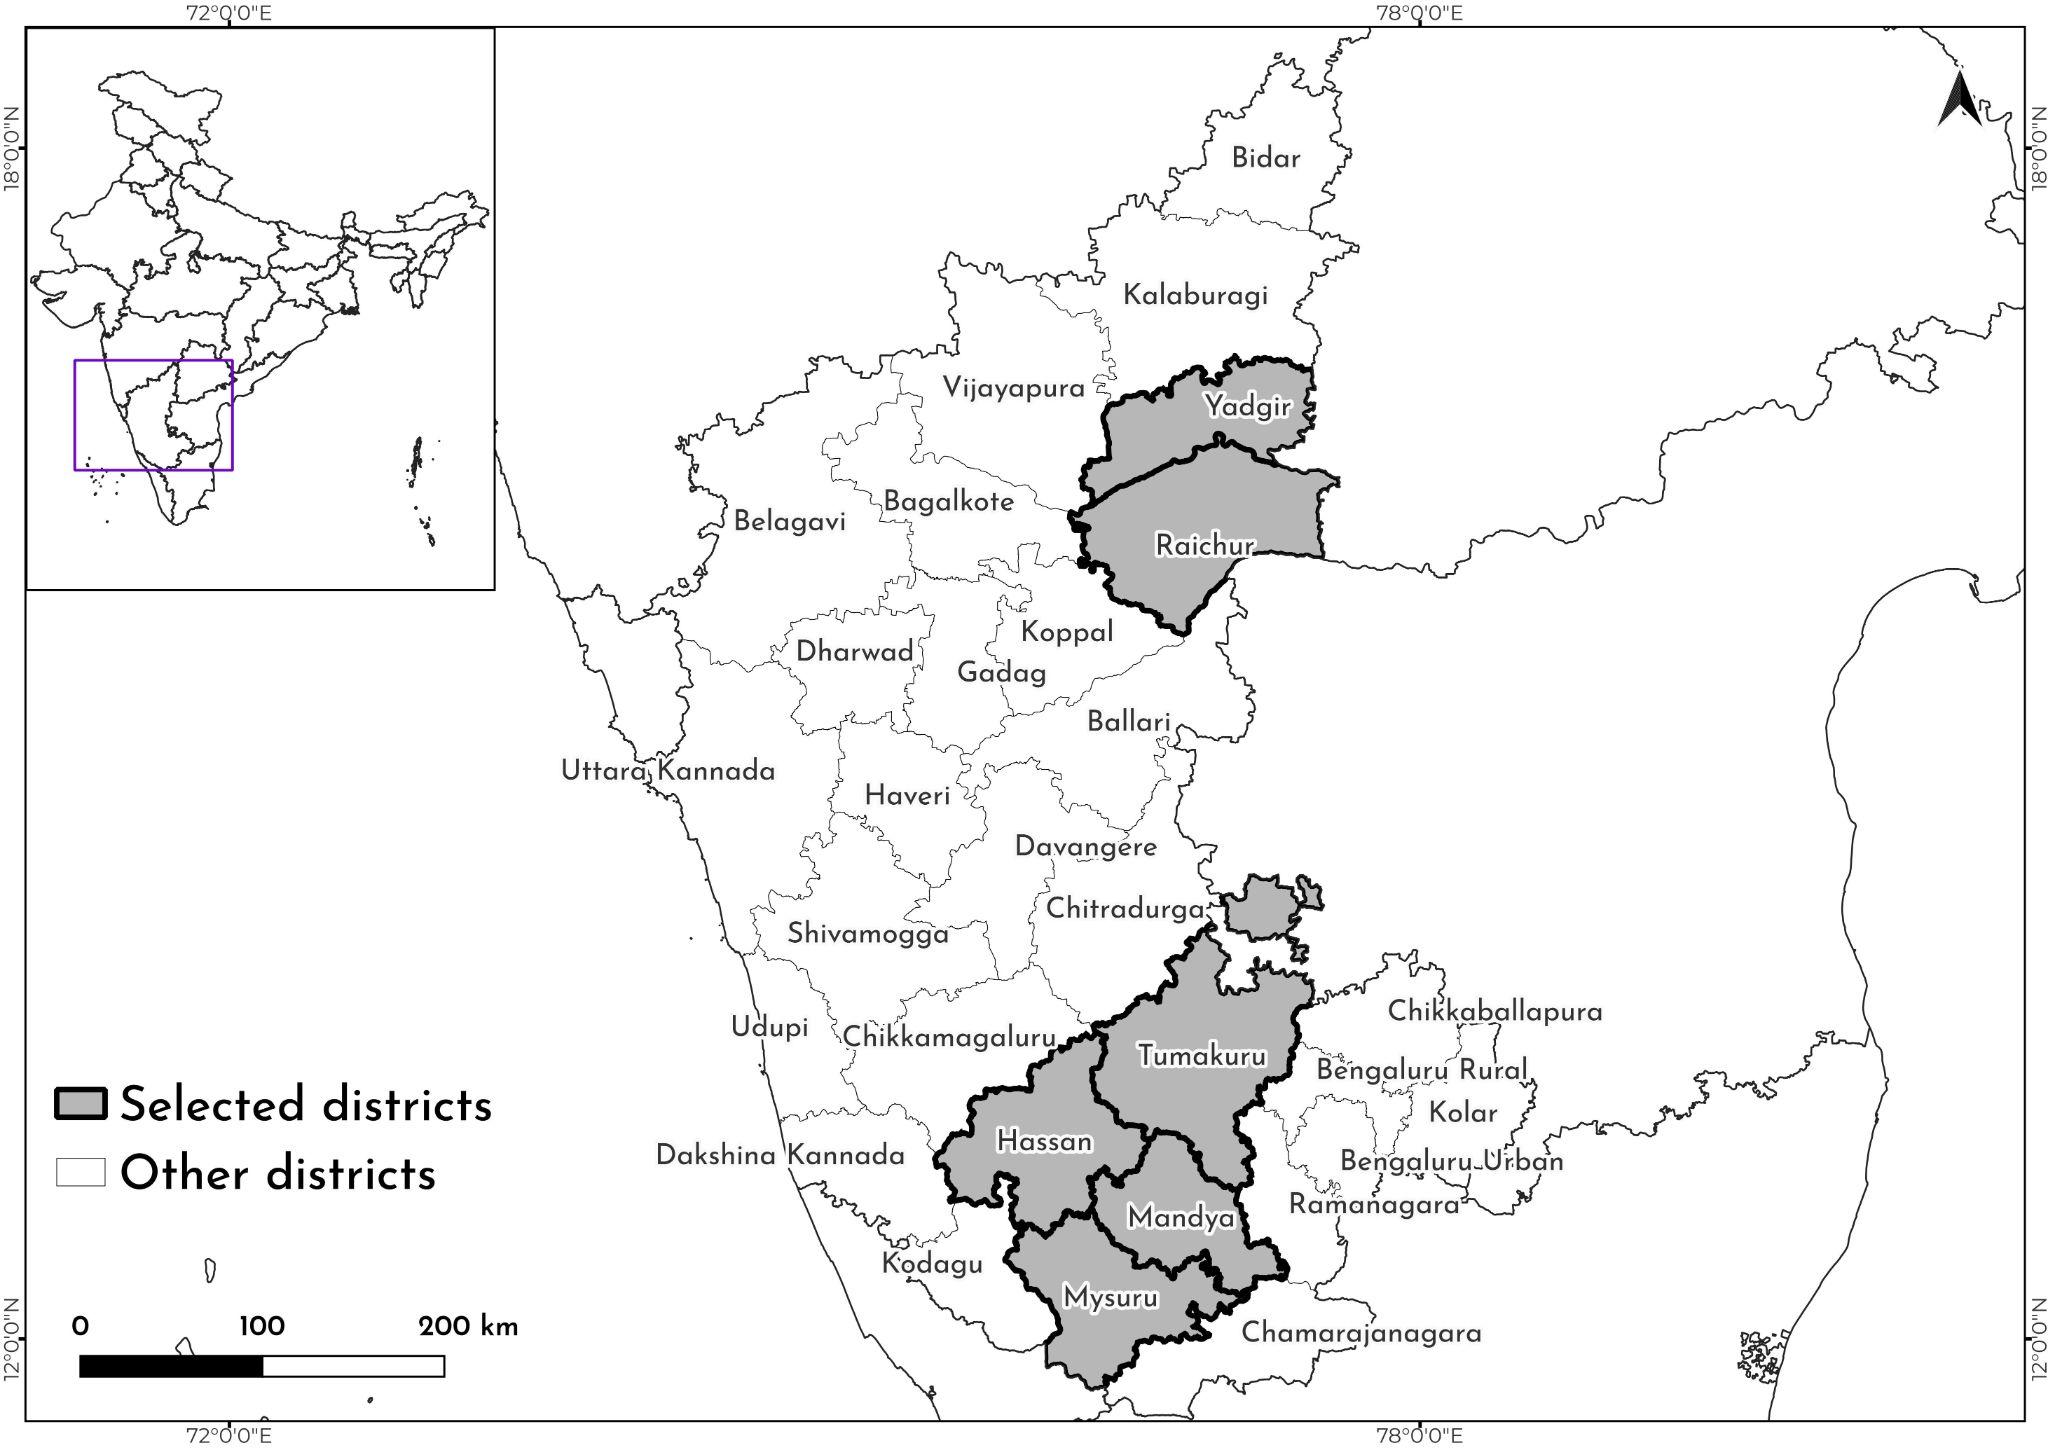 72°0'0"E
78°0'0"E
18°0'0"N
18°0'0"N
Bidar
Kalaburagi
Vijayapura
Yadgir
Bagalkote
Belagavi
Raichur
Koppal
Dharwad
Gadag
Ballari
Uttara Kannada
Haveri
Davangere
Chitradurga
Shivamogga
Chikkaballapura
Udupi
Chikkamagaluru
Tumakuru
Bengaluru Rural
Selected districts
Kolar
Hassan
Dakshina Kannada
Bengaluru Urban
Other districts
Ramanagara
Mandya
Kodagu
Mysuru
0 100 200 km
Chamarajanagara
12°0'0"N
12°0'0"N
72°0'0"E
78°0'0"E